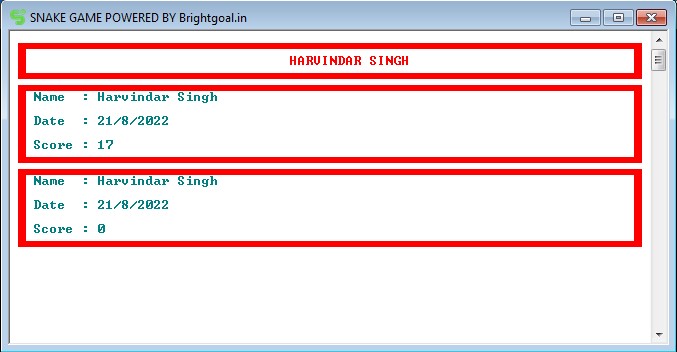 SNAKE GAME POWERED BY Brightgoal.in
HARVINDAR SINGH
Name : Harvindar Singh
Date : 21/8/2022
Score : 17
Name : Harvindar Singh
Date : 21/8/2022
Score : 0